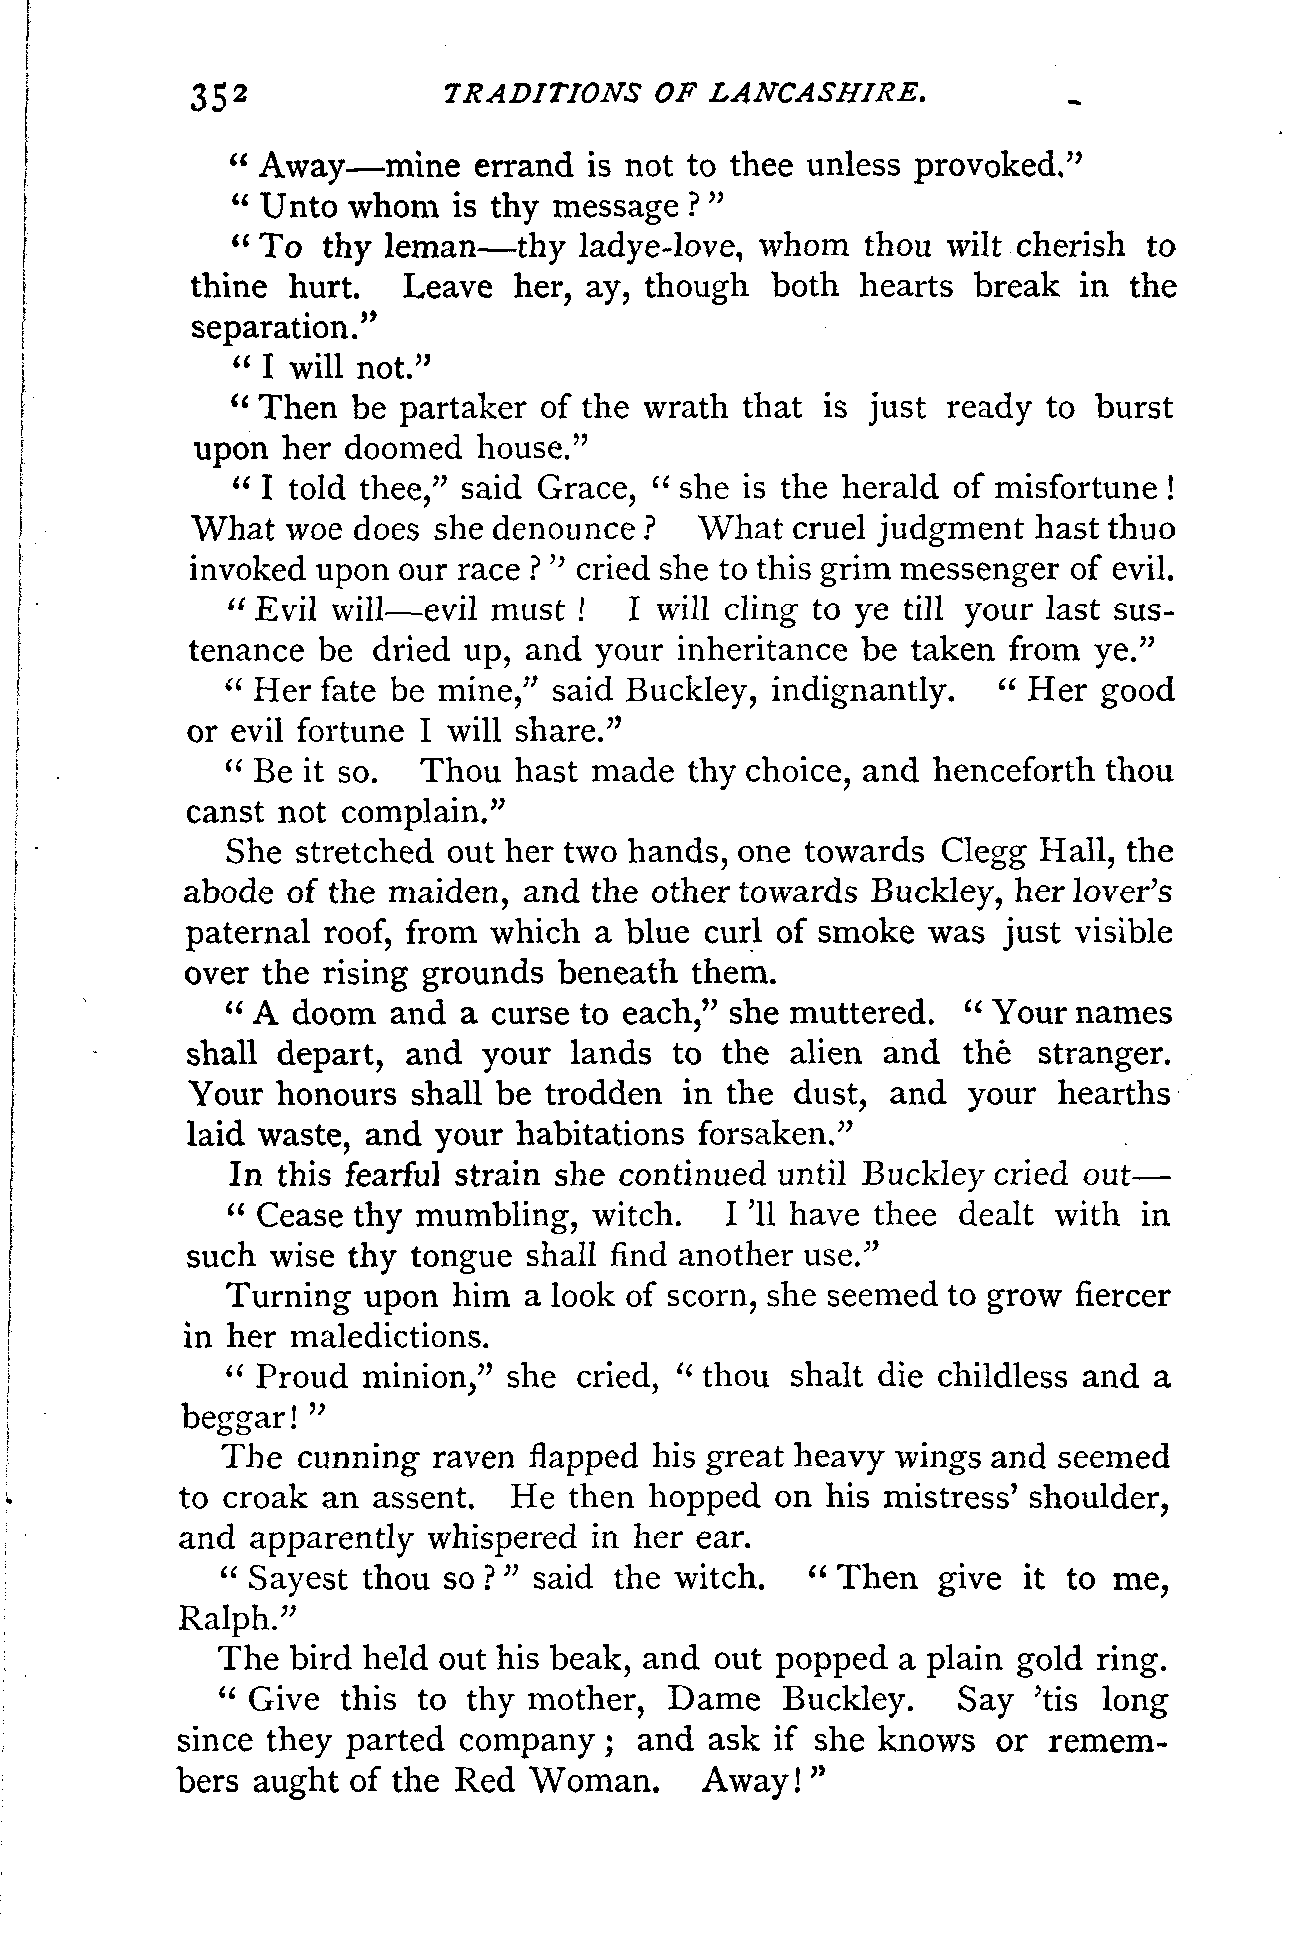 352 TRADITIONS OF LANCASHIRE.
“ Away—mine errand is not to thee unless provoked.”
“ Unto whom is thy message ? ”
“ To thy leman—thy ladye-love, whom thou wilt cherish to
thine hurt. Leave her, ay, though both hearts break in the
separation.”
“ I will not.”
“ Then be partaker of the wrath that is just ready to burst
upon her doomed house.”
“ I told thee,” said Grace, “ she is the herald of misfortune !
What woe does she denounce ? What cruel judgment hast thuo
invoked upon our race ? ” cried she to this grim messenger of evil.
“ Evil will—evil must ! I will cling to ye till your last sus-
tenance be dried up, and your inheritance be taken from ye.”
“ Her fate be mine,” said Buckley, indignantly. “ Her good
or evil fortune I will share.”
“ Be it so. Thou hast made thy choice, and henceforth thou
canst not complain.”
She stretched out her two hands, one towards Clegg Hall, the
abode of the maiden, and the other towards Buckley, her lover’s
paternal roof, from which a blue curl of smoke was just visible
over the rising grounds beneath them.
“ A doom and a curse to each,” she muttered. “ Your names
shall depart, and your lands to the alien and the stranger.
Your honours shall be trodden in the dust, and your hearths
laid waste, and your habitations forsaken.”
In this fearful strain she continued until Buckley cried out—
“ Cease thy mumbling, witch. I ’ll have thee dealt with in
such wise thy tongue shall find another use.”
Turning upon him a look of scorn, she seemed to grow fiercer
in her maledictions.
“ Proud minion,” she cried, “ thou shalt die childless and a
beggar! ”
The cunning raven flapped his great heavy wings and seemed
to croak an assent. He then hopped on his mistress’ shoulder,
and apparently whispered in her ear.
“ Sayest thou so ? ” said the witch. “ Then give it to me,
Ralph.”
The bird held out his beak, and out popped a plain gold ring.
“ Give this to thy mother, Dame Buckley. Say ’tis long
since they parted company ; and ask if she knows or remem-
bers aught of the Red Woman. Away! ”